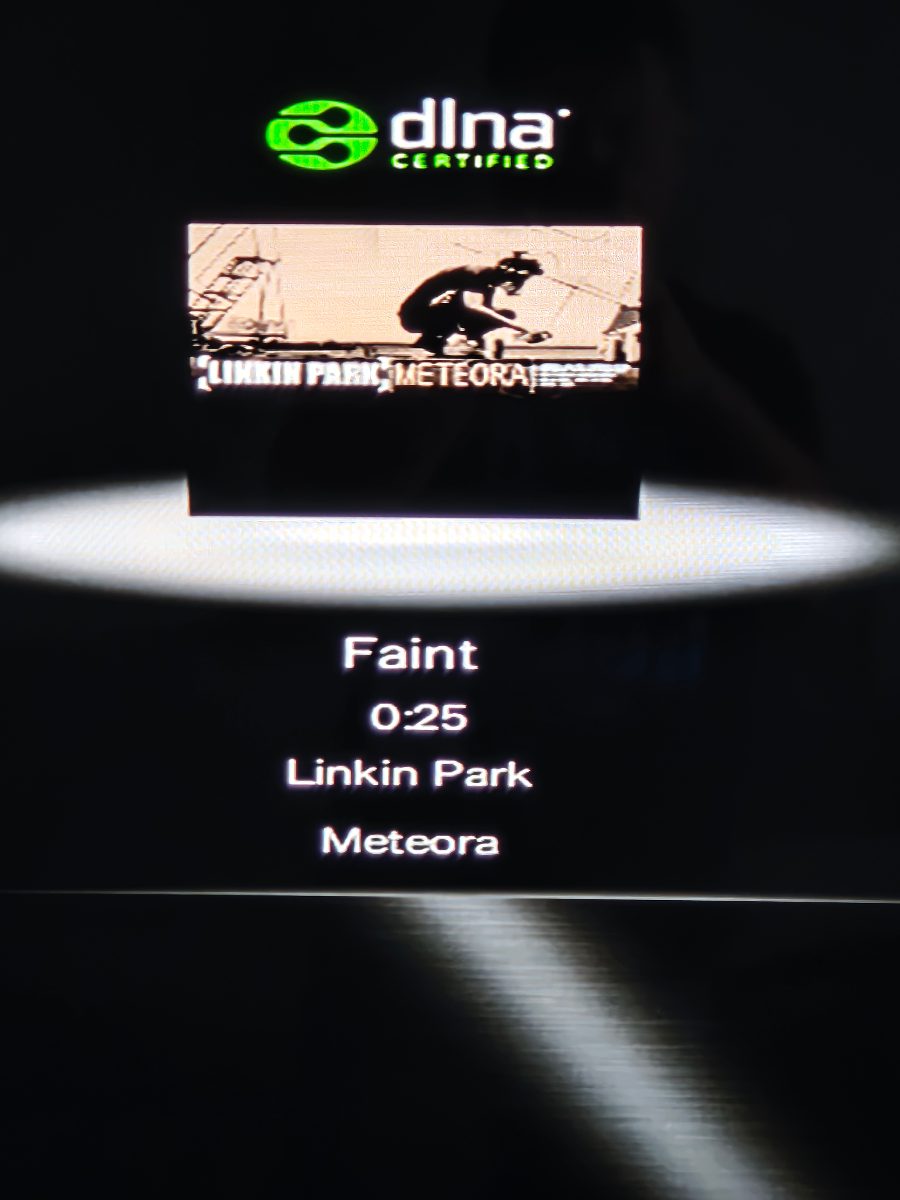 dlna
CERTIFIED
LINKIN PARK METEORA
Faint
0:25
Linkin Park
Meteora